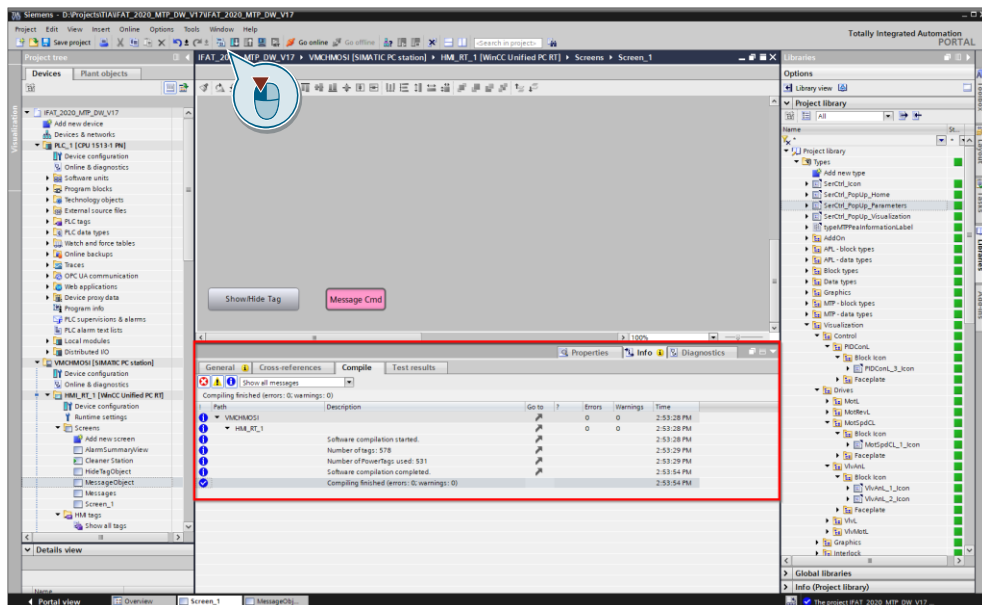 Siemens - D:\Projects\TIA\IFAT_2020_MTP_DW_V17\IFAT_2020_MTP_DW_V17
Project Edit View Insert Online Options Tools Window Help
Totally Integrated Automation
PORTAL
Save project Go online Go offline <Search in project>
Project tree
IFAT_20 MTP_DW_V17 VMCHMOSI [SIMATIC PC station] HMI_RT_1 [WinCC Unified PC RT] Screens Screen_1
Libraries
Devices Plant objects
Options
Library view
Project library
All
Name St...
Visualization
IFAT_2020_MTP_DW_V17
Add new device
Devices & networks
PLC_1 [CPU 1513-1 PN]
Device configuration
Online & diagnostics
Software units
Program blocks
Technology objects
External source files
PLC tags
PLC data types
Watch and force tables
Online backups
Traces
OPC UA communication
Web applications
Device proxy data
Program info
PLC supervisions & alarms
PLC alarm text lists
Local modules
Distributed I/O
VMCHMOSI [SIMATIC PC station]
Device configuration
Online & diagnostics
HMI_RT_1 [WinCC Unified PC RT]
Device configuration
Runtime settings
Screens
Add new screen
AlarmSummaryView
Cleaner Station
HideTagObject
MessageObject
Messages
Screen_1
HMI tags
Show all tags
Details view
Name
Show/Hide Tag Message Cmd
100%
Properties Info Diagnostics
General Cross-references Compile Test results
Show all messages
Compiling finished (errors: 0; warnings: 0)
! Path Description Go to ? Errors Warnings Time
VMCHMOSI 0 0 2:53:28 PM
HMI_RT_1 0 0 2:53:28 PM
Software compilation started. 2:53:28 PM
Number of tags: 578 2:53:29 PM
Number of PowerTags used: 531 2:53:29 PM
Software compilation completed. 2:53:54 PM
Compiling finished (errors: 0; warnings: 0) 2:53:54 PM
Project library
Types
Add new type
SerCtrl_Icon
SerCtrl_PopUp_Home
SerCtrl_PopUp_Parameters
SerCtrl_PopUp_Visualization
typeMTPPeaInformationLabel
AddOn
APL - block types
APL - data types
Block types
Data types
Graphics
MTP - block types
MTP - data types
Visualization
Control
PIDConL
Block Icon
PIDConL_3_Icon
Faceplate
Drives
MotL
MotRevL
MotSpdCL
Block Icon
MotSpdCL_1_Icon
Faceplate
VlvAnL
Block Icon
VlvAnL_1_Icon
VlvAnL_2_Icon
Faceplate
VlvL
VlvMotL
Graphics
Interlock
Global libraries
Info (Project library)
Toolbox
Layout
Tasks
Libraries
Add-ins
Portal view Overview Screen_1 MessageObj...
The project IFAT_2020_MTP_DW_V17 ...